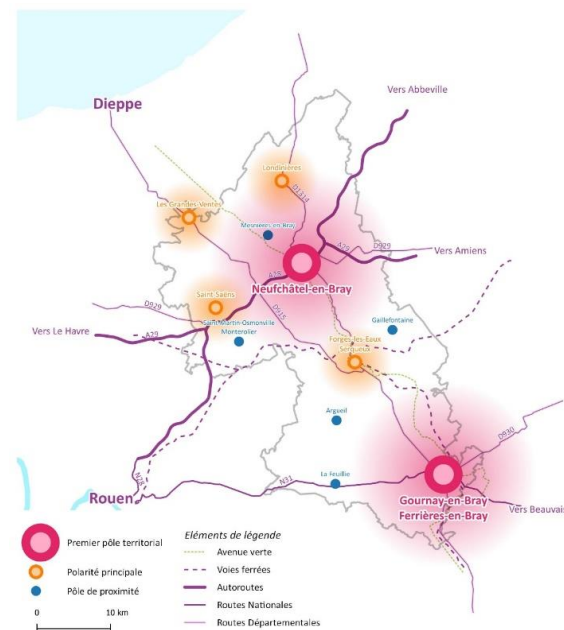 Vers Abbeville
Dieppe
Londinières
D1314
Les Grandes-Ventes
Mesnières-en-Bray
A29
D929
Vers Amiens
A28
Neufchâtel-en-Bray
Saint-Saëns
D929
D915
Saint-Martin-Osmonville
Montérolier
Gaillefontaine
Vers Le Havre
A29
Forges-les-Eaux
Serqueux
Argueil
D930
La Feuillie
N28
N31
Rouen
Gournay-en-Bray
Ferrières-en-Bray
Vers Beauvais
Premier pôle territorial
Polarité principale
Pôle de proximité
0 10 km
Eléments de légende
Avenue verte
Voies ferrées
Autoroutes
Routes Nationales
Routes Départementales